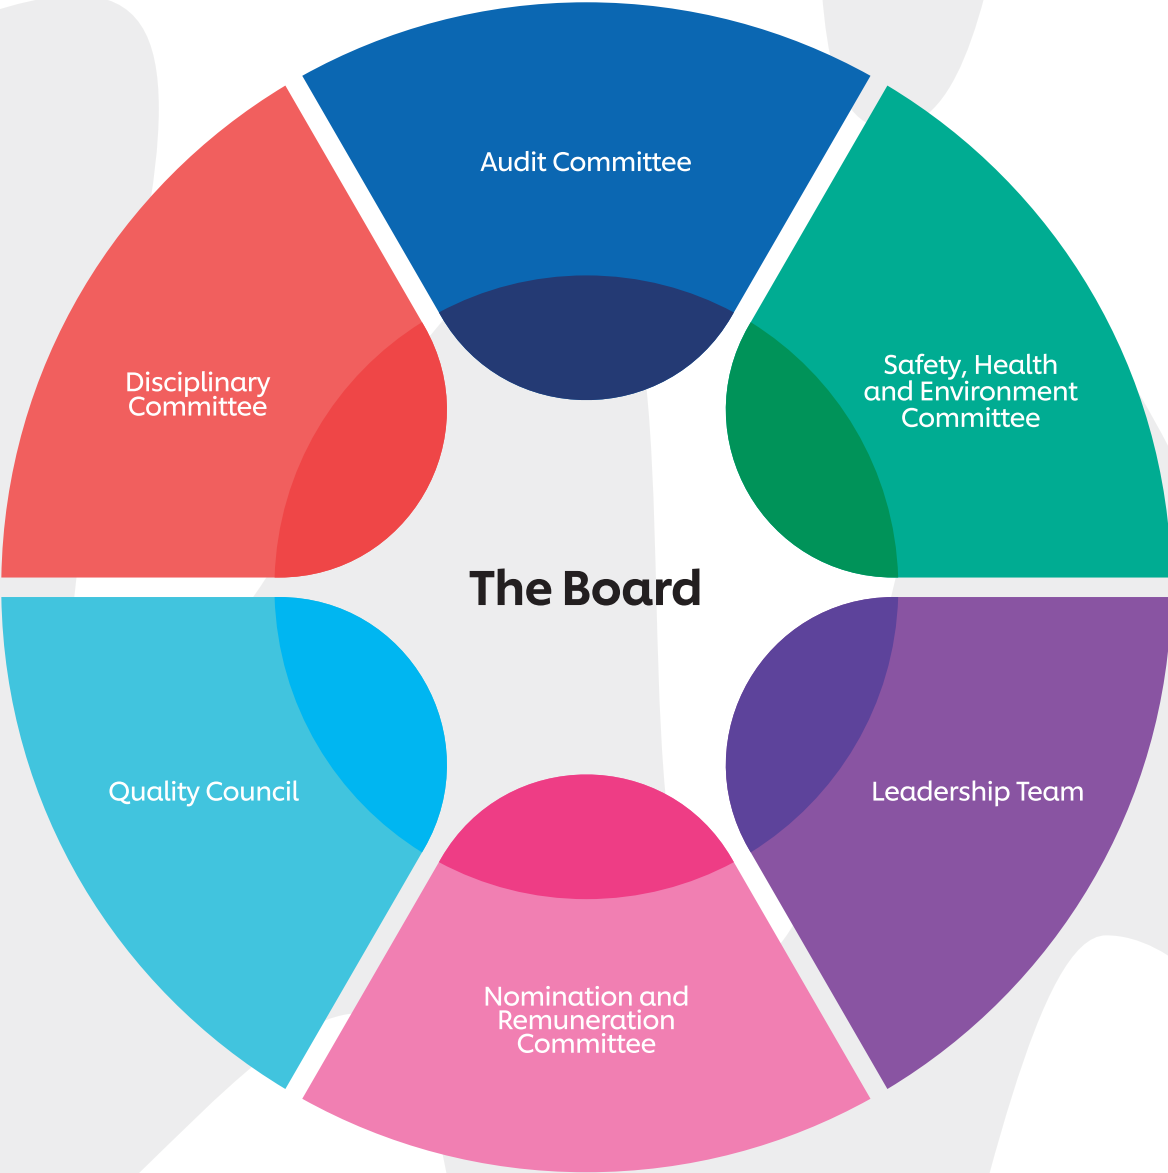 Audit Committee
Safety, Health
and Environment
Committee
Disciplinary
Committee
The Board
Quality Council
Leadership Team
Nomination and
Remuneration
Committee